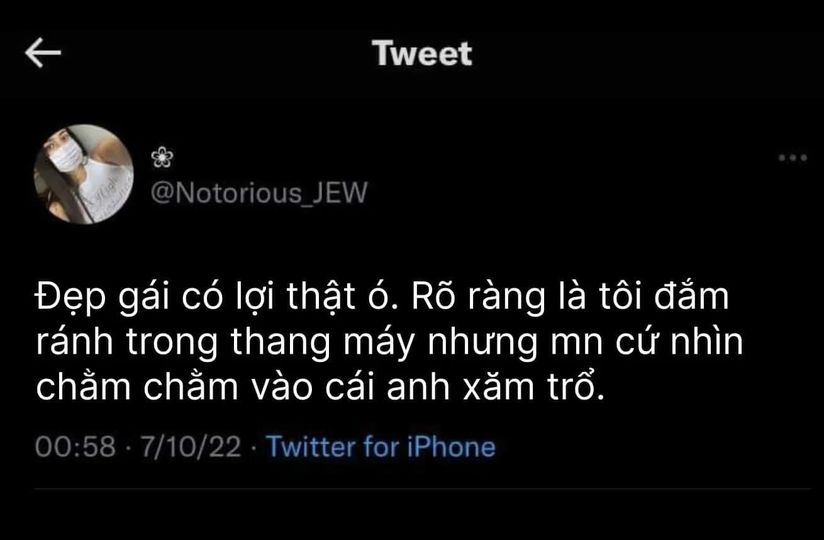 Tweet
@Notorious_JEW
Đẹp gái có lợi thật ó. Rõ ràng là tôi đắm
ránh trong thang máy nhưng mn cứ nhìn
chằm chằm vào cái anh xăm trổ.
00:58 · 7/10/22 · Twitter for iPhone